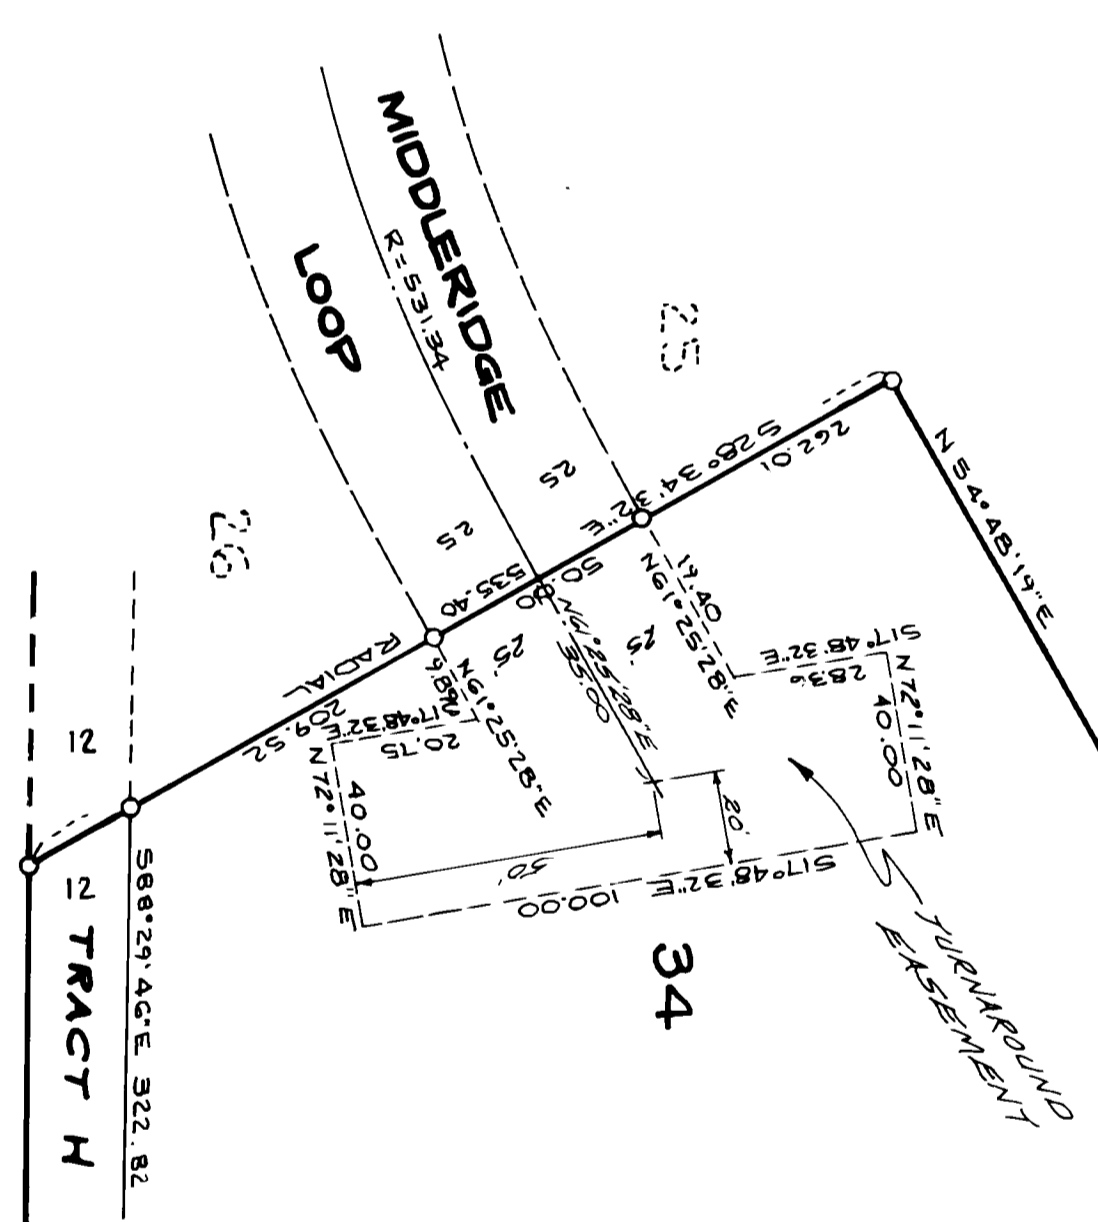 MIDDLERIDGE
LOOP
R=531.34
25
26
25
25
262.01
S28°34'32"E
N54°48'19"E
50.00
535.40
RADIAL
209.52
19.40
N61°25'28"E
N61°25'28"E
35.00
25'
25'
9.89
N61°25'28"E
S17°48'32"E
28.36
N72°11'28"E
40.00
17°48'32"E
20.75
N72°11'28"E
40.00
20'
50'
S17°48'32"E 100.00
TURNAROUND
EASEMENT
34
12
12
TRACT H
S88°29'46"E 322.82